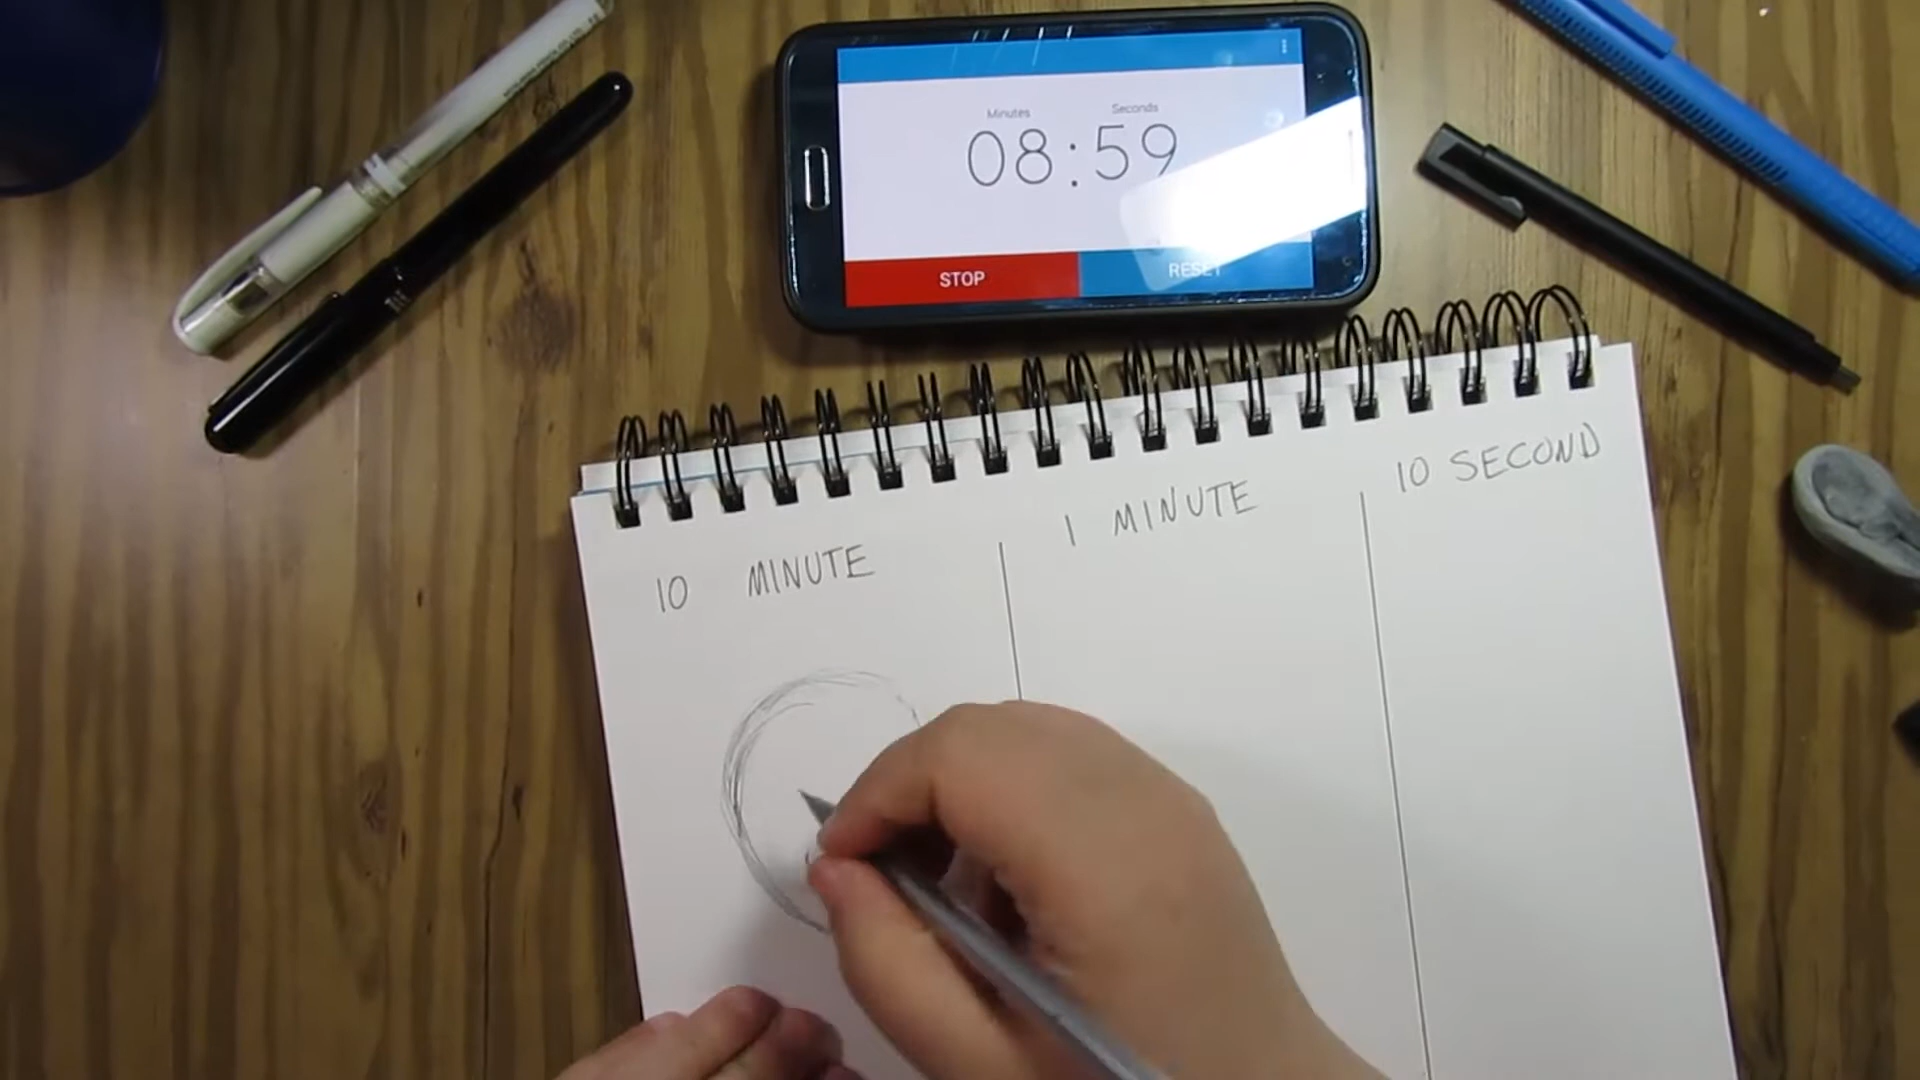 Minutes Seconds
08:59
STOP RESET
10 MINUTE
1 MINUTE
10 SECOND